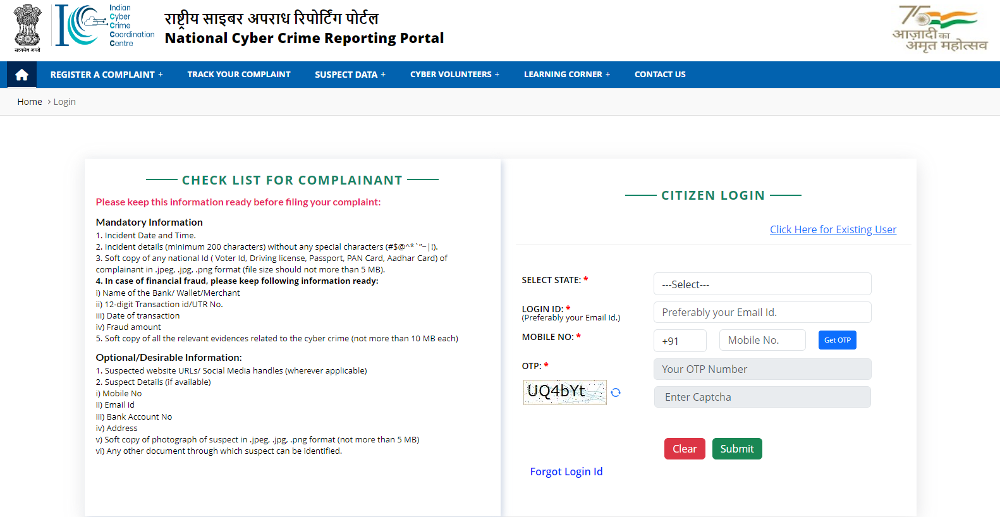 सत्यमेव जयते
Indian
Cyber
Crime
Coordination
Centre
राष्ट्रीय साइबर अपराध रिपोर्टिंग पोर्टल
National Cyber Crime Reporting Portal
75
आज़ादी का
अमृत महोत्सव
REGISTER A COMPLAINT +
TRACK YOUR COMPLAINT
SUSPECT DATA +
CYBER VOLUNTEERS +
LEARNING CORNER +
CONTACT US
Home > Login
CHECK LIST FOR COMPLAINANT
Please keep this information ready before filing your complaint:
Mandatory Information
1. Incident Date and Time.
2. Incident details (minimum 200 characters) without any special characters (#$@^*`"~|!).
3. Soft copy of any national Id ( Voter Id, Driving license, Passport, PAN Card, Aadhar Card) of
complainant in .jpeg, .jpg, .png format (file size should not more than 5 MB).
4. In case of financial fraud, please keep following information ready:
i) Name of the Bank/ Wallet/Merchant
ii) 12-digit Transaction id/UTR No.
iii) Date of transaction
iv) Fraud amount
5. Soft copy of all the relevant evidences related to the cyber crime (not more than 10 MB each)
Optional/Desirable Information:
1. Suspected website URLs/ Social Media handles (wherever applicable)
2. Suspect Details (if available)
i) Mobile No
ii) Email id
iii) Bank Account No
iv) Address
v) Soft copy of photograph of suspect in .jpeg, .jpg, .png format (not more than 5 MB)
vi) Any other document through which suspect can be identified.
CITIZEN LOGIN
Click Here for Existing User
SELECT STATE: *
---Select---
LOGIN ID: *
(Preferably your Email Id.)
Preferably your Email Id.
MOBILE NO: *
+91
Mobile No.
Get OTP
OTP: *
Your OTP Number
UQ4bYt
Enter Captcha
Clear
Submit
Forgot Login Id